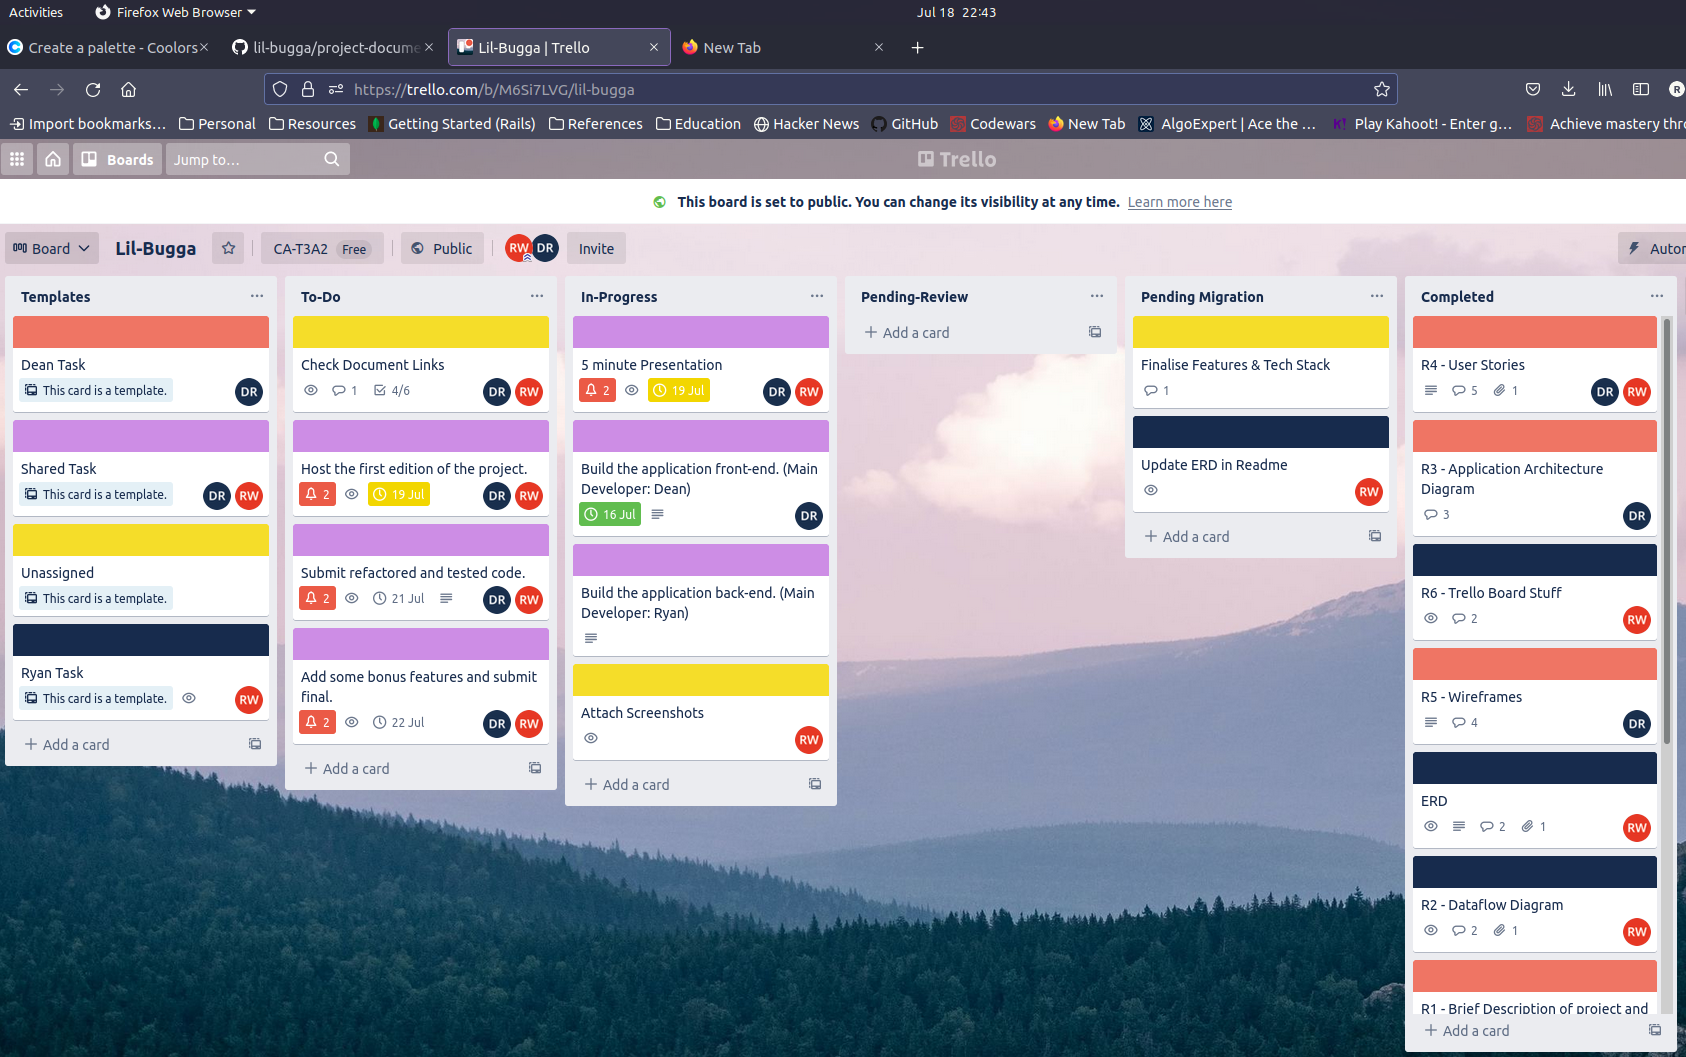 Activities
Firefox Web Browser
Jul 18 22:43
Create a palette - Coolors
lil-bugga/project-docume
Lil-Bugga | Trello
New Tab
https://trello.com/b/M6Si7LVG/lil-bugga
R
Import bookmarks...
Personal
Resources
Getting Started (Rails)
References
Education
Hacker News
GitHub
Codewars
New Tab
AlgoExpert | Ace the ...
K!
Play Kahoot! - Enter g...
Achieve mastery thro
Boards
Jump to...
Trello
This board is set to public. You can change its visibility at any time. Learn more here
Board
Lil-Bugga
CA-T3A2 Free
Public
RW DR
Invite
Autor
Templates
Dean Task
This card is a template.
DR
Shared Task
This card is a template.
DR RW
Unassigned
This card is a template.
Ryan Task
This card is a template.
RW
Add a card
To-Do
Check Document Links
1 4/6 DR RW
Host the first edition of the project.
2 19 Jul DR RW
Submit refactored and tested code.
2 21 Jul DR RW
Add some bonus features and submit
final.
2 22 Jul DR RW
Add a card
In-Progress
5 minute Presentation
2 19 Jul DR RW
Build the application front-end. (Main
Developer: Dean)
16 Jul DR
Build the application back-end. (Main
Developer: Ryan)
Attach Screenshots
RW
Add a card
Pending-Review
Add a card
Pending Migration
Finalise Features & Tech Stack
1
Update ERD in Readme
RW
Add a card
Completed
R4 - User Stories
5 1 DR RW
R3 - Application Architecture
Diagram
3 DR
R6 - Trello Board Stuff
2 RW
R5 - Wireframes
4 DR
ERD
2 1 RW
R2 - Dataflow Diagram
2 1 RW
R1 - Brief Description of project and
Add a card